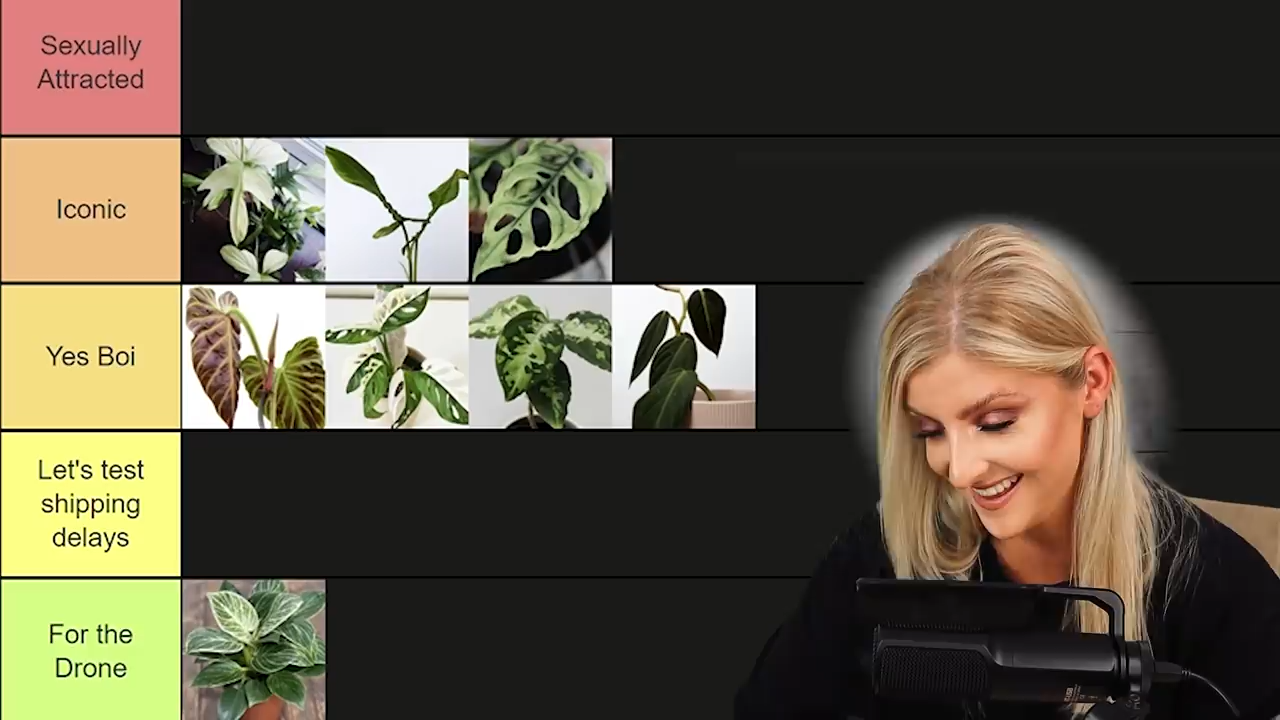 Sexually
Attracted
Iconic
Yes Boi
Let's test
shipping
delays
For the
Drone